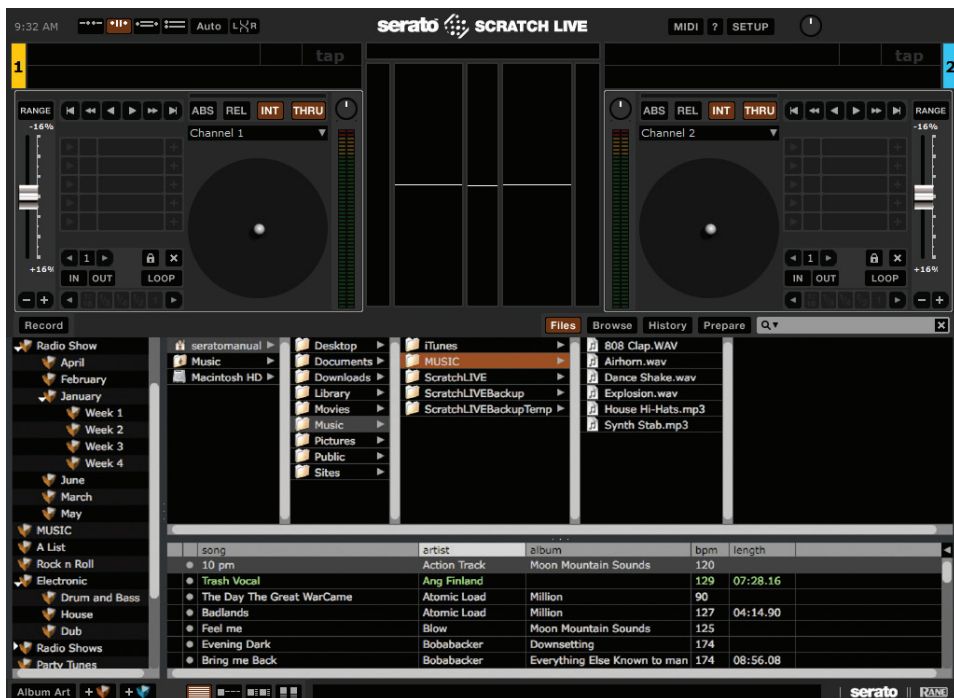 9:32 AM Auto L R serato SCRATCH LIVE MIDI ? SETUP
1 tap tap 2
RANGE ABS REL INT THRU ABS REL INT THRU RANGE
-16% Channel 1 Channel 2 -16%
1 1
+16% IN OUT LOOP IN OUT LOOP +16%
Record Files Browse History Prepare
Radio Show
April
February
January
Week 1
Week 2
Week 3
Week 4
June
March
May
MUSIC
A List
Rock n Roll
Electronic
Drum and Bass
House
Dub
Radio Shows
Party Tunes
seratomanual
Music
Macintosh HD
Desktop
Documents
Downloads
Library
Movies
Music
Pictures
Public
Sites
iTunes
MUSIC
ScratchLIVE
ScratchLIVEBackup
ScratchLIVEBackupTemp
808 Clap.WAV
Airhorn.wav
Dance Shake.wav
Explosion.wav
House Hi-Hats.mp3
Synth Stab.mp3
song artist album bpm length
10 pm Action Track Moon Mountain Sounds 120
Trash Vocal Ang Finland 129 07:28.16
The Day The Great WarCame Atomic Load Million 90
Badlands Atomic Load Million 127 04:14.90
Feel me Blow Moon Mountain Sounds 125
Evening Dark Bobabacker Downsetting 174
Bring me Back Bobabacker Everything Else Known to man 174 08:56.08
Album Art serato RANE